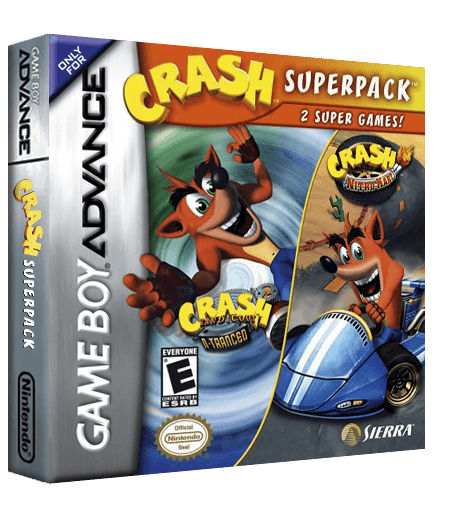 GAME BOY ADVANCE
CRASH SUPERPACK
Nintendo
ONLY FOR
GAME BOY ADVANCE
CRASH SUPERPACK™
2 SUPER GAMES!
CRASH
NITRO KART
CRASH
BANDICOOT 2
N-TRANCED
EVERYONE
E
CONTENT RATED BY
ESRB
Official
Nintendo
Seal
SIERRA